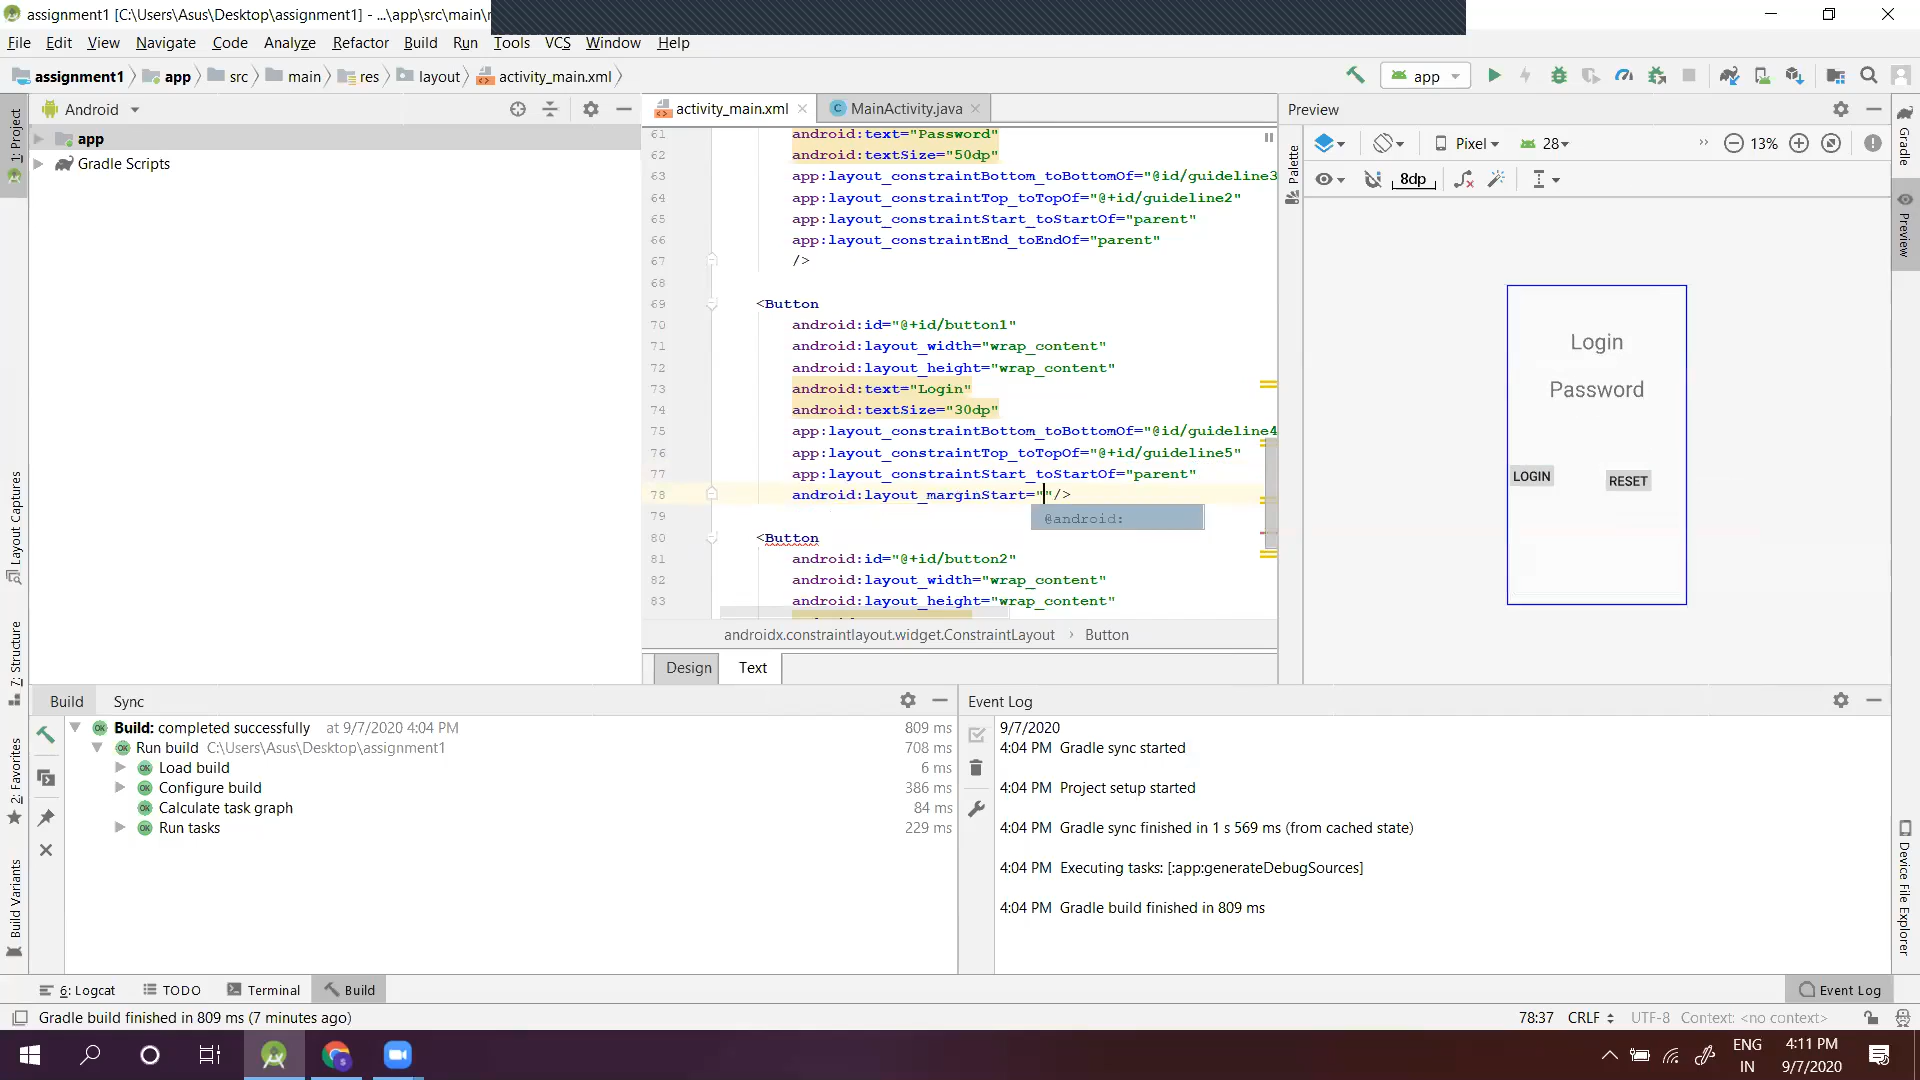 assignment1 [C:\Users\Asus\Desktop\assignment1] - ...\app\src\main\
File Edit View Navigate Code Analyze Refactor Build Run Tools VCS Window Help
assignment1 app src main res layout activity_main.xml
app
Android
activity_main.xml
MainActivity.java
Preview
app
Gradle Scripts
61 android:text="Password"
62 android:textSize="50dp"
63 app:layout_constraintBottom_toBottomOf="@id/guideline3
64 app:layout_constraintTop_toTopOf="@+id/guideline2"
65 app:layout_constraintStart_toStartOf="parent"
66 app:layout_constraintEnd_toEndOf="parent"
67 />
68
69 <Button
70 android:id="@+id/button1"
71 android:layout_width="wrap_content"
72 android:layout_height="wrap_content"
73 android:text="Login"
74 android:textSize="30dp"
75 app:layout_constraintBottom_toBottomOf="@id/guideline4
76 app:layout_constraintTop_toTopOf="@+id/guideline5"
77 app:layout_constraintStart_toStartOf="parent"
78 android:layout_marginStart=""/>
79 @android:
80 <Button
81 android:id="@+id/button2"
82 android:layout_width="wrap_content"
83 android:layout_height="wrap_content"
androidx.constraintlayout.widget.ConstraintLayout › Button
Design Text
Palette
Pixel 28 13%
8dp
Login
Password
LOGIN
RESET
Gradle
Preview
Device File Explorer
1: Project
Layout Captures
7: Structure
2: Favorites
Build Variants
Build Sync
Build: completed successfully at 9/7/2020 4:04 PM 809 ms
Run build C:\Users\Asus\Desktop\assignment1 708 ms
Load build 6 ms
Configure build 386 ms
Calculate task graph 84 ms
Run tasks 229 ms
Event Log
9/7/2020
4:04 PM Gradle sync started
4:04 PM Project setup started
4:04 PM Gradle sync finished in 1 s 569 ms (from cached state)
4:04 PM Executing tasks: [:app:generateDebugSources]
4:04 PM Gradle build finished in 809 ms
6: Logcat TODO Terminal Build Event Log
Gradle build finished in 809 ms (7 minutes ago) 78:37 CRLF UTF-8 Context: <no context>
ENG
IN
4:11 PM
9/7/2020